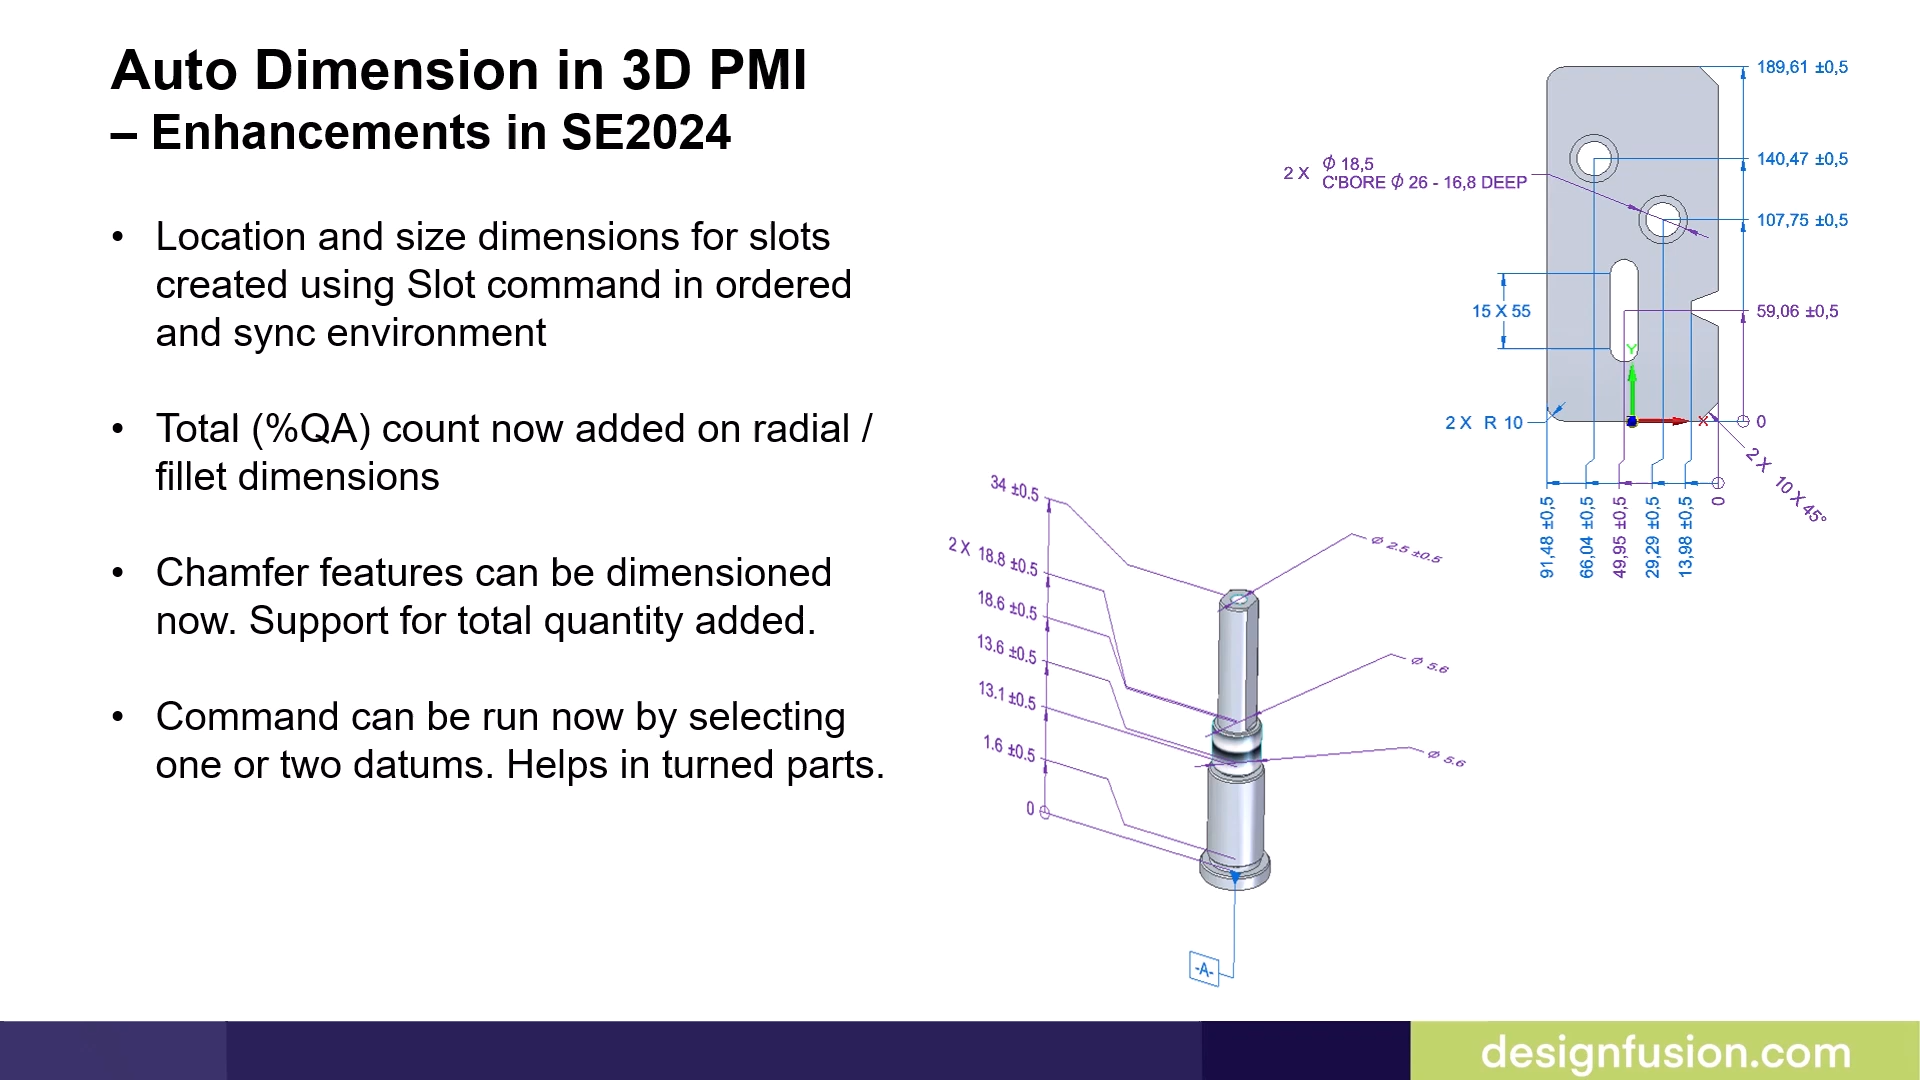 Auto Dimension in 3D PMI
– Enhancements in SE2024
• Location and size dimensions for slots
created using Slot command in ordered
and sync environment
• Total (%QA) count now added on radial /
fillet dimensions
• Chamfer features can be dimensioned
now. Support for total quantity added.
• Command can be run now by selecting
one or two datums. Helps in turned parts.
189,61 ±0,5
140,47 ±0,5
107,75 ±0,5
59,06 ±0,5
0
2 X ⌀ 18,5
C'BORE ⌀ 26 - 16,8 DEEP
15 X 55
Y
X
2 X R 10
2 X 10 X 45°
91,48 ±0,5
66,04 ±0,5
49,95 ±0,5
29,29 ±0,5
13,98 ±0,5
0
34 ±0.5
2 X 18.8 ±0.5
18.6 ±0.5
13.6 ±0.5
13.1 ±0.5
1.6 ±0.5
0
⌀ 2.5 ±0.5
⌀ 5.6
⌀ 5.6
-A-
designfusion.com